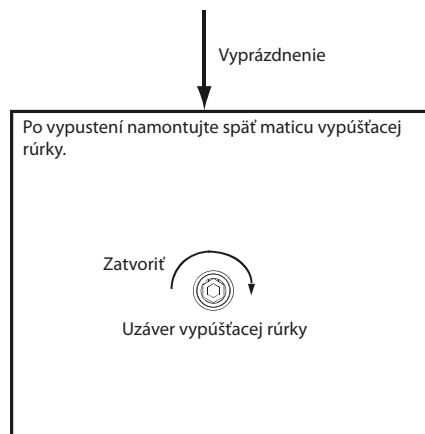 Vyprázdnenie
Po vypustení namontujte späť maticu vypúšťacej
rúrky.
Zatvoriť
Uzáver vypúšťacej rúrky